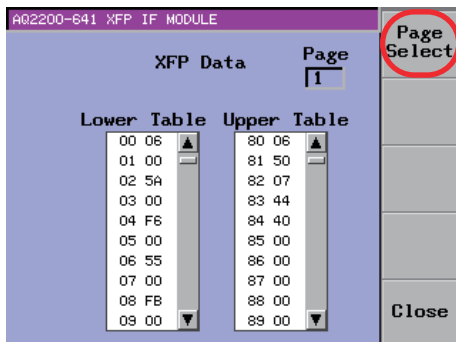 AQ2200-641 XFP IF MODULE
Page
Select
XFP Data
Page
1
Lower Table Upper Table
00 06 80 06
01 00 81 50
02 5A 82 07
03 00 83 44
04 F6 84 40
05 00 85 00
06 55 86 00
07 00 87 00
08 FB 88 00
09 00 89 00
Close